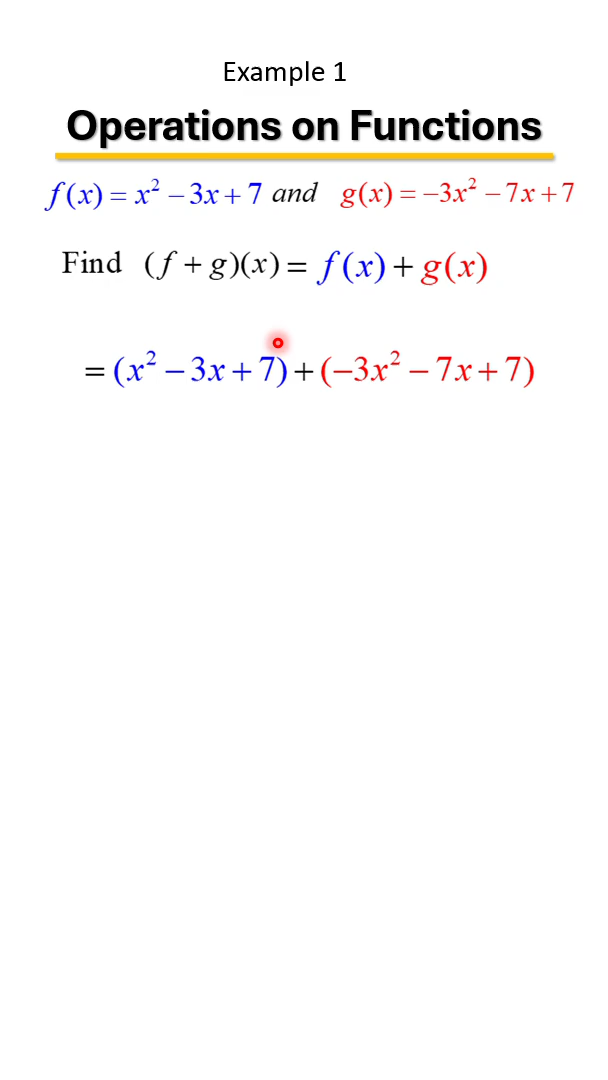 Example 1
Operations on Functions
f(x) = x² − 3x + 7 and g(x) = −3x² − 7x + 7
Find (f + g)(x) = f(x) + g(x)
= (x² − 3x + 7) + (−3x² − 7x + 7)